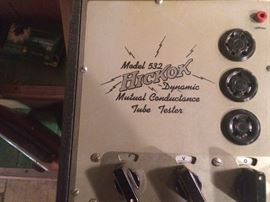 Model 532
HICKOK
Dynamic
Mutual Conductance
Tube Tester
V